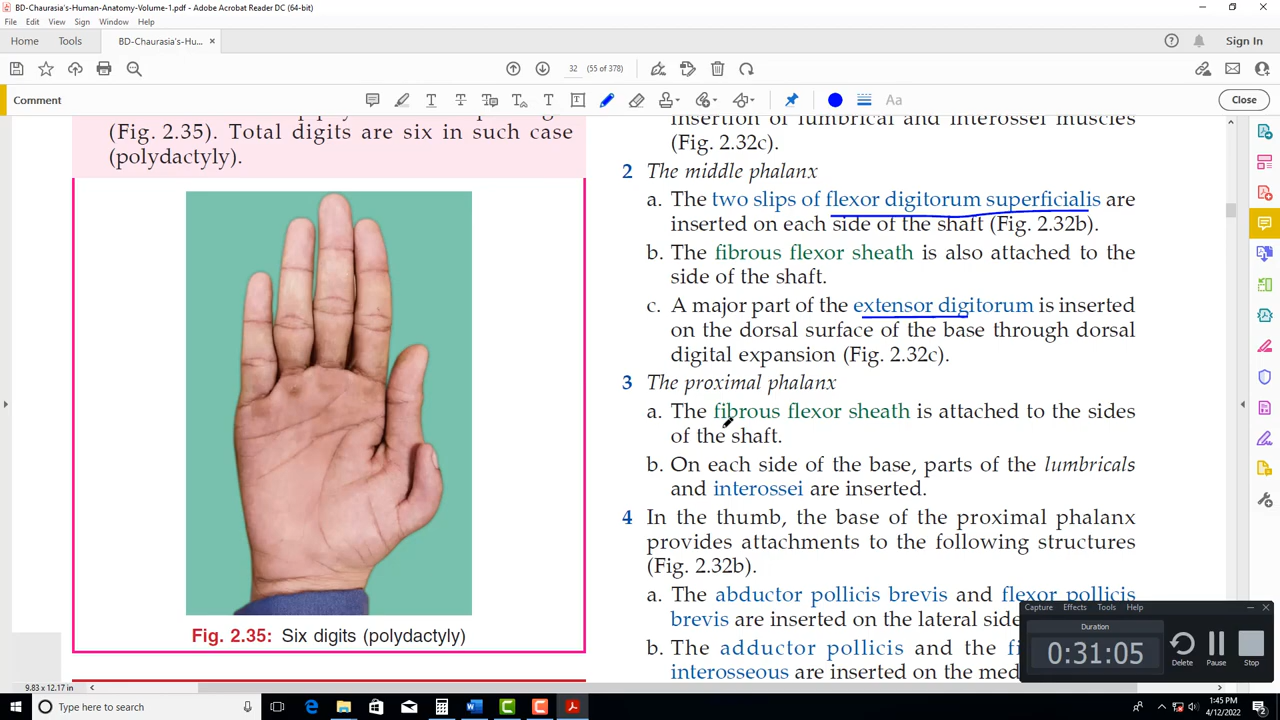 BD-Chaurasia's-Human-Anatomy-Volume-1.pdf - Adobe Acrobat Reader DC (64-bit)
File Edit View Sign Window Help
Home Tools BD-Chaurasia's-Hu... × Sign In
32 (55 of 378)
Comment Aa Close
(Fig. 2.35). Total digits are six in such case
(polydactyly).
Fig. 2.35: Six digits (polydactyly)
insertion of lumbrical and interossei muscles
(Fig. 2.32c).
2 The middle phalanx
a. The two slips of flexor digitorum superficialis are
inserted on each side of the shaft (Fig. 2.32b).
b. The fibrous flexor sheath is also attached to the
side of the shaft.
c. A major part of the extensor digitorum is inserted
on the dorsal surface of the base through dorsal
digital expansion (Fig. 2.32c).
3 The proximal phalanx
a. The fibrous flexor sheath is attached to the sides
of the shaft.
b. On each side of the base, parts of the lumbricals
and interossei are inserted.
4 In the thumb, the base of the proximal phalanx
provides attachments to the following structures
(Fig. 2.32b).
a. The abductor pollicis brevis and flexor pollicis
brevis are inserted on the lateral side
b. The adductor pollicis and the
interosseous are inserted on the med
Capture Effects Tools Help
Duration
00:31:05
Delete Pause Stop
9.83 x 12.17 in
Type here to search
1:45 PM
4/12/2022